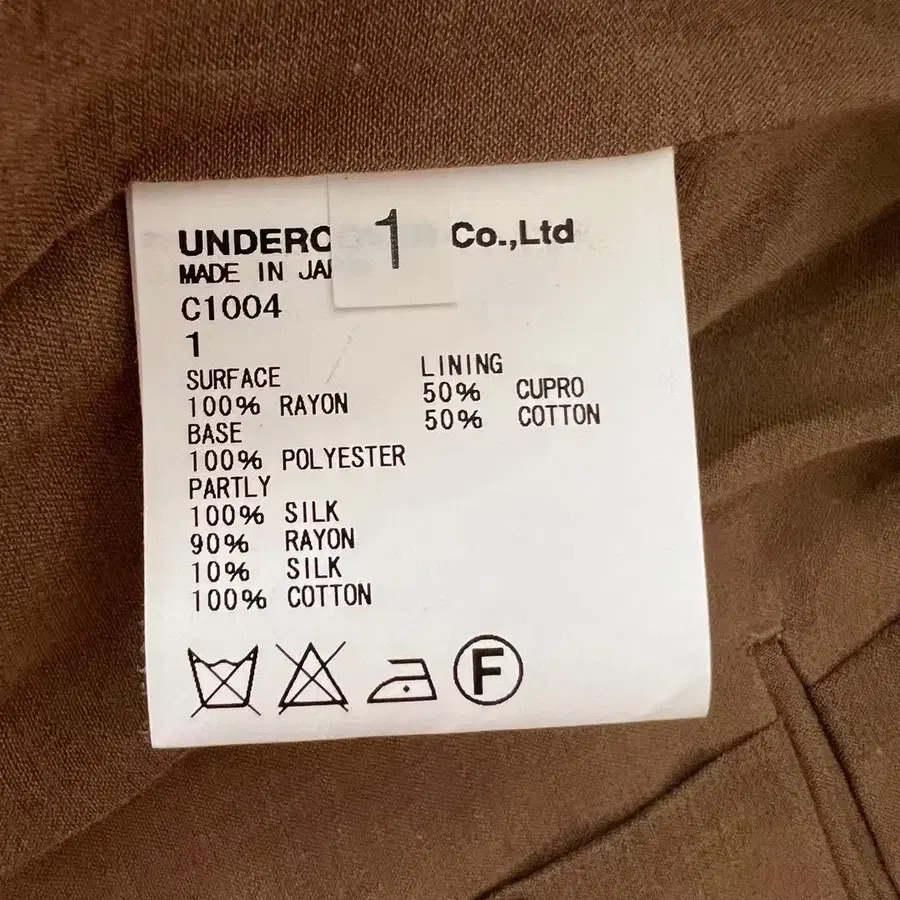 UNDERC 1 Co.,Ltd
MADE IN JA
C1004
1
SURFACE
100% RAYON
BASE
100% POLYESTER
PARTLY
100% SILK
90% RAYON
10% SILK
100% COTTON
LINING
50% CUPRO
50% COTTON
F